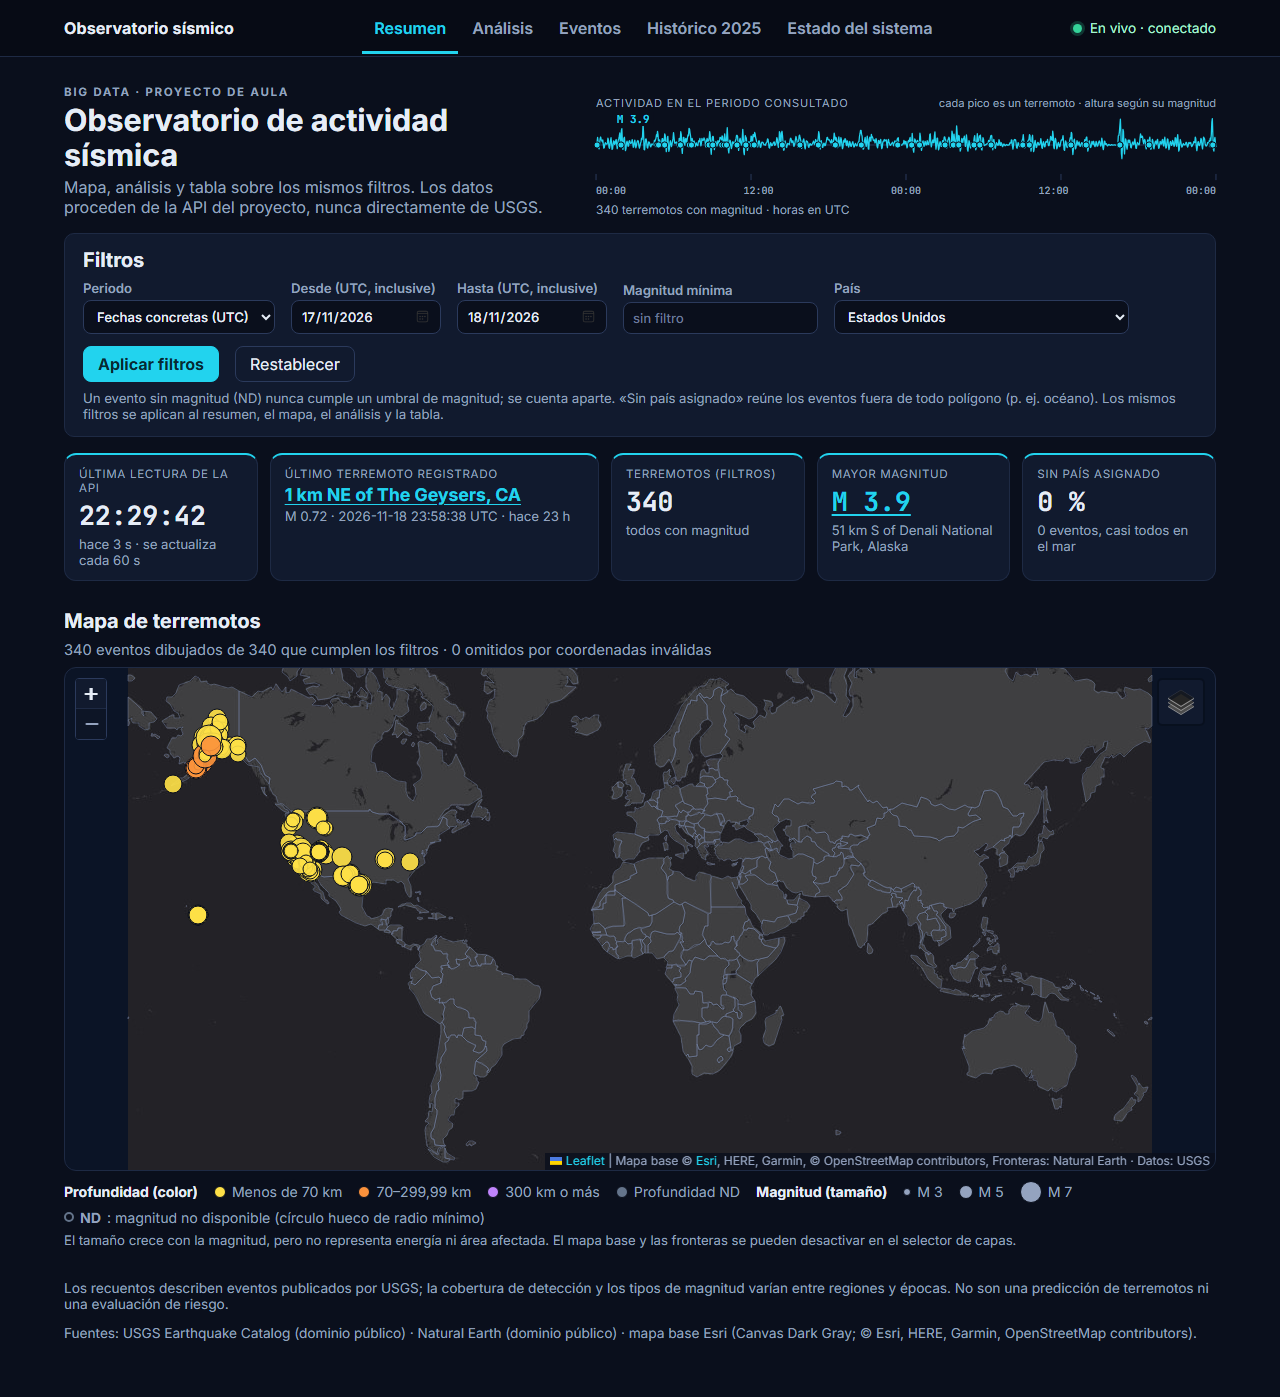 Observatorio sísmico
Resumen
Análisis
Eventos
Histórico 2025
Estado del sistema
En vivo · conectado
BIG DATA · PROYECTO DE AULA
Observatorio de actividad
sísmica
Mapa, análisis y tabla sobre los mismos filtros. Los datos
proceden de la API del proyecto, nunca directamente de USGS.
ACTIVIDAD EN EL PERIODO CONSULTADO
cada pico es un terremoto · altura según su magnitud
M 3.9
00:00
12:00
00:00
12:00
00:00
340 terremotos con magnitud · horas en UTC
Filtros
Periodo
Desde (UTC, inclusive)
Hasta (UTC, inclusive)
Magnitud mínima
País
Fechas concretas (UTC)
17/11/2026
18/11/2026
sin filtro
Estados Unidos
Aplicar filtros
Restablecer
Un evento sin magnitud (ND) nunca cumple un umbral de magnitud; se cuenta aparte. «Sin país asignado» reúne los eventos fuera de todo polígono (p. ej. océano). Los mismos
filtros se aplican al resumen, el mapa, el análisis y la tabla.
ÚLTIMA LECTURA DE LA
API
22:29:42
hace 3 s · se actualiza
cada 60 s
ÚLTIMO TERREMOTO REGISTRADO
1 km NE of The Geysers, CA
M 0.72 · 2026-11-18 23:58:38 UTC · hace 23 h
TERREMOTOS (FILTROS)
340
todos con magnitud
MAYOR MAGNITUD
M 3.9
51 km S of Denali National
Park, Alaska
SIN PAÍS ASIGNADO
0 %
0 eventos, casi todos en
el mar
Mapa de terremotos
340 eventos dibujados de 340 que cumplen los filtros · 0 omitidos por coordenadas inválidas
+
−
Leaflet | Mapa base © Esri, HERE, Garmin, © OpenStreetMap contributors, Fronteras: Natural Earth · Datos: USGS
Profundidad (color)
Menos de 70 km
70–299,99 km
300 km o más
Profundidad ND
Magnitud (tamaño)
M 3
M 5
M 7
ND : magnitud no disponible (círculo hueco de radio mínimo)
El tamaño crece con la magnitud, pero no representa energía ni área afectada. El mapa base y las fronteras se pueden desactivar en el selector de capas.
Los recuentos describen eventos publicados por USGS; la cobertura de detección y los tipos de magnitud varían entre regiones y épocas. No son una predicción de terremotos ni
una evaluación de riesgo.
Fuentes: USGS Earthquake Catalog (dominio público) · Natural Earth (dominio público) · mapa base Esri (Canvas Dark Gray; © Esri, HERE, Garmin, OpenStreetMap contributors).